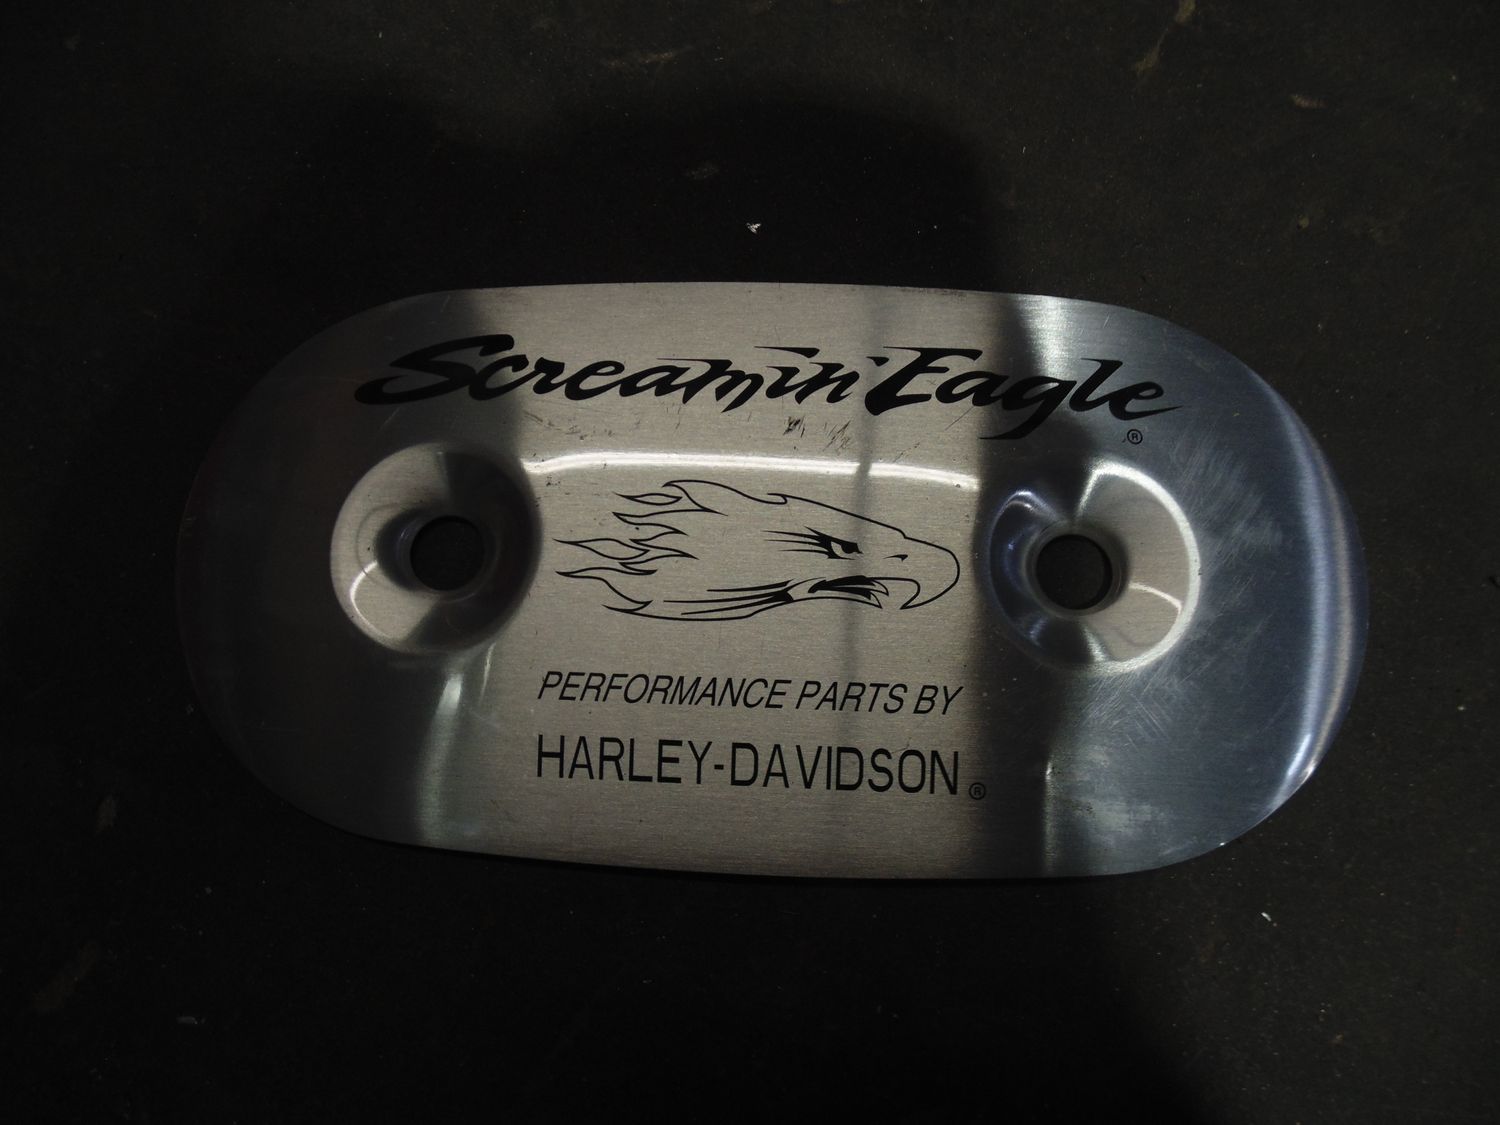 Screamin' Eagle ®
PERFORMANCE PARTS BY
HARLEY-DAVIDSON ®